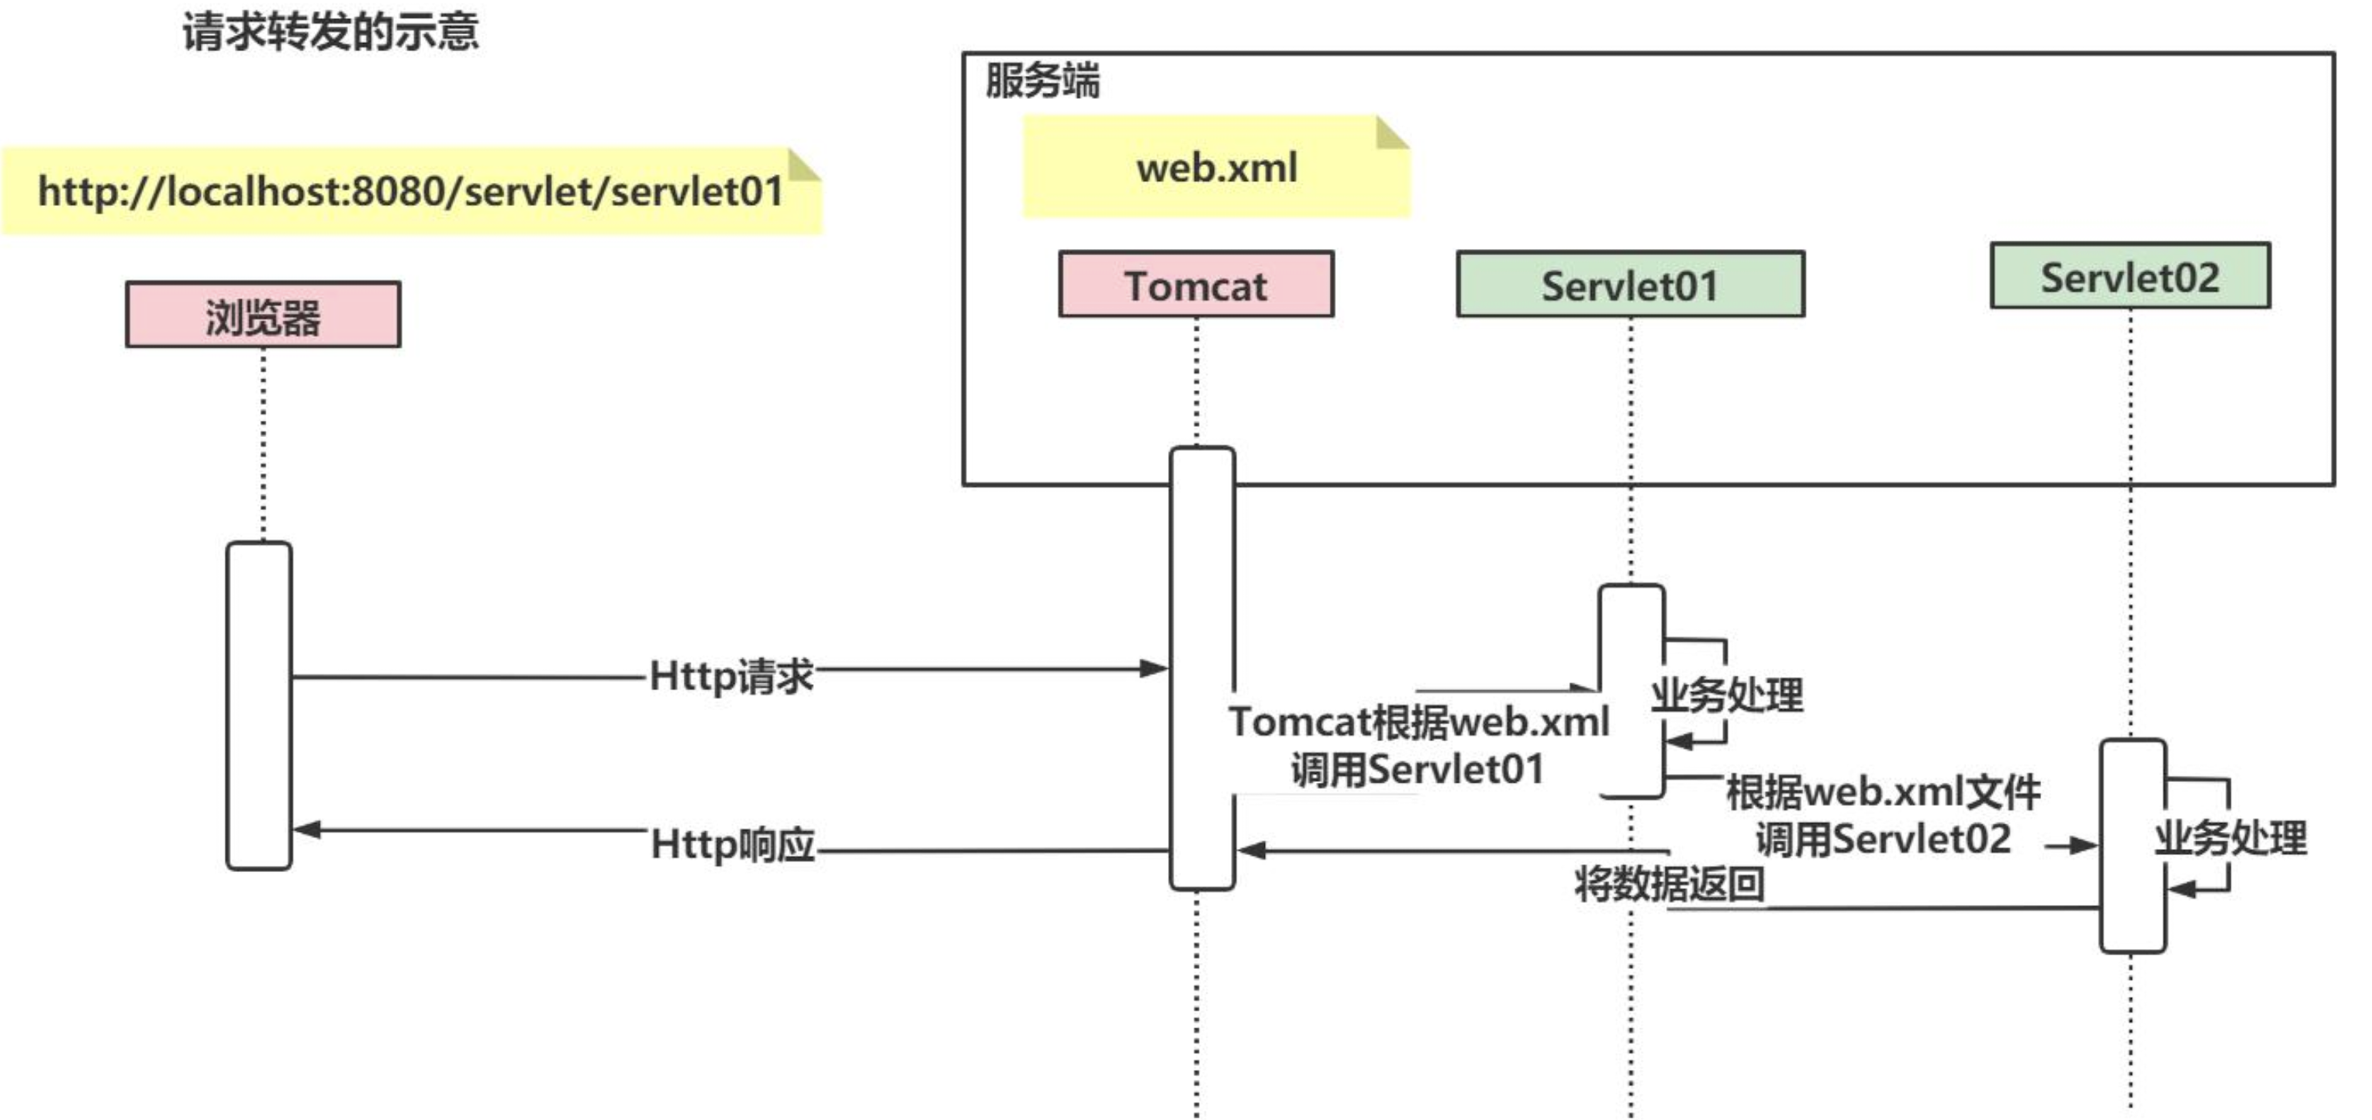 请求转发的示意
服务端
web.xml
http://localhost:8080/servlet/servlet01
Tomcat
Servlet01
Servlet02
浏览器
Http请求
Tomcat根据web.xml
调用Servlet01
业务处理
根据web.xml文件
调用Servlet02
业务处理
Http响应
将数据返回